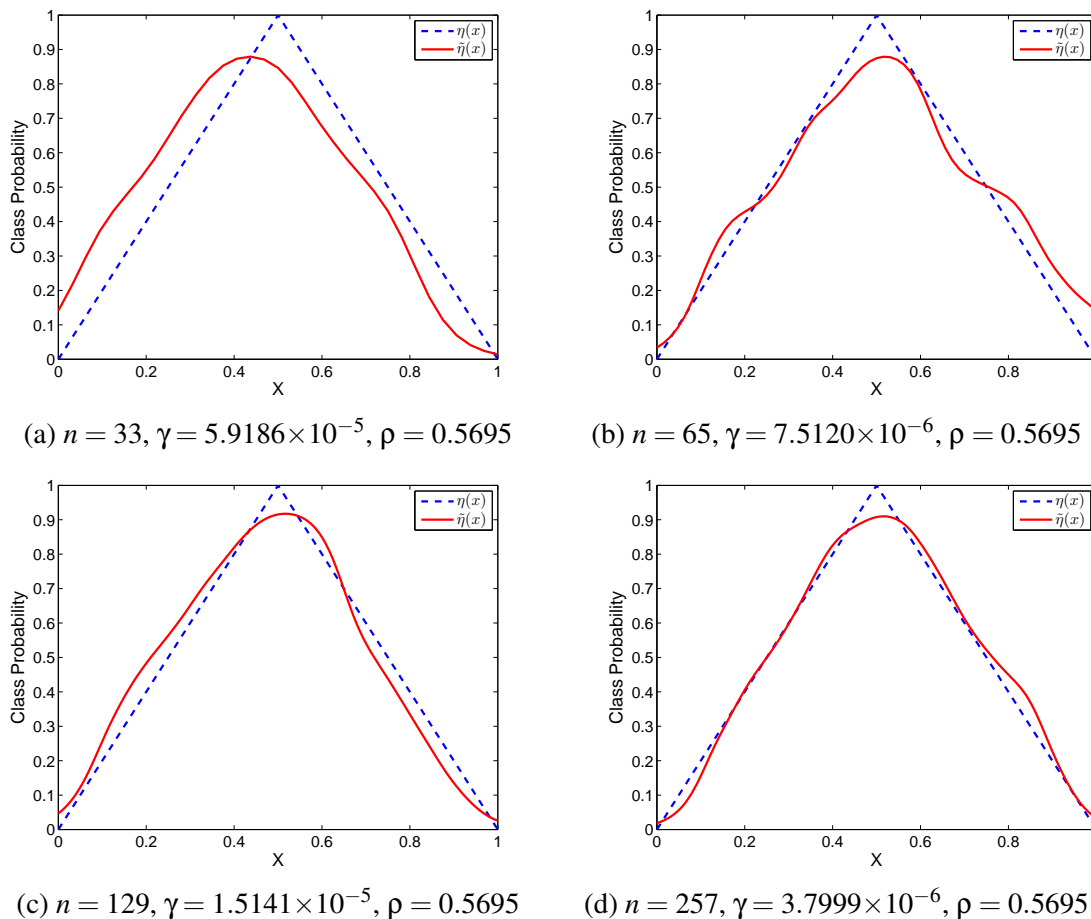 1
0.9
0.8
0.7
0.6
0.5
0.4
0.3
0.2
0.1
0
Class Probability
η(x)
η̃(x)
0 0.2 0.4 0.6 0.8 1
X
(a) n = 33, γ = 5.9186×10⁻⁵, ρ = 0.5695
1
0.9
0.8
0.7
0.6
0.5
0.4
0.3
0.2
0.1
0
Class Probability
η(x)
η̃(x)
0 0.2 0.4 0.6 0.8
X
(b) n = 65, γ = 7.5120×10⁻⁶, ρ = 0.5695
1
0.9
0.8
0.7
0.6
0.5
0.4
0.3
0.2
0.1
0
Class Probability
η(x)
η̃(x)
0 0.2 0.4 0.6 0.8 1
X
(c) n = 129, γ = 1.5141×10⁻⁵, ρ = 0.5695
1
0.9
0.8
0.7
0.6
0.5
0.4
0.3
0.2
0.1
0
Class Probability
η(x)
η̃(x)
0 0.2 0.4 0.6 0.8
X
(d) n = 257, γ = 3.7999×10⁻⁶, ρ = 0.5695